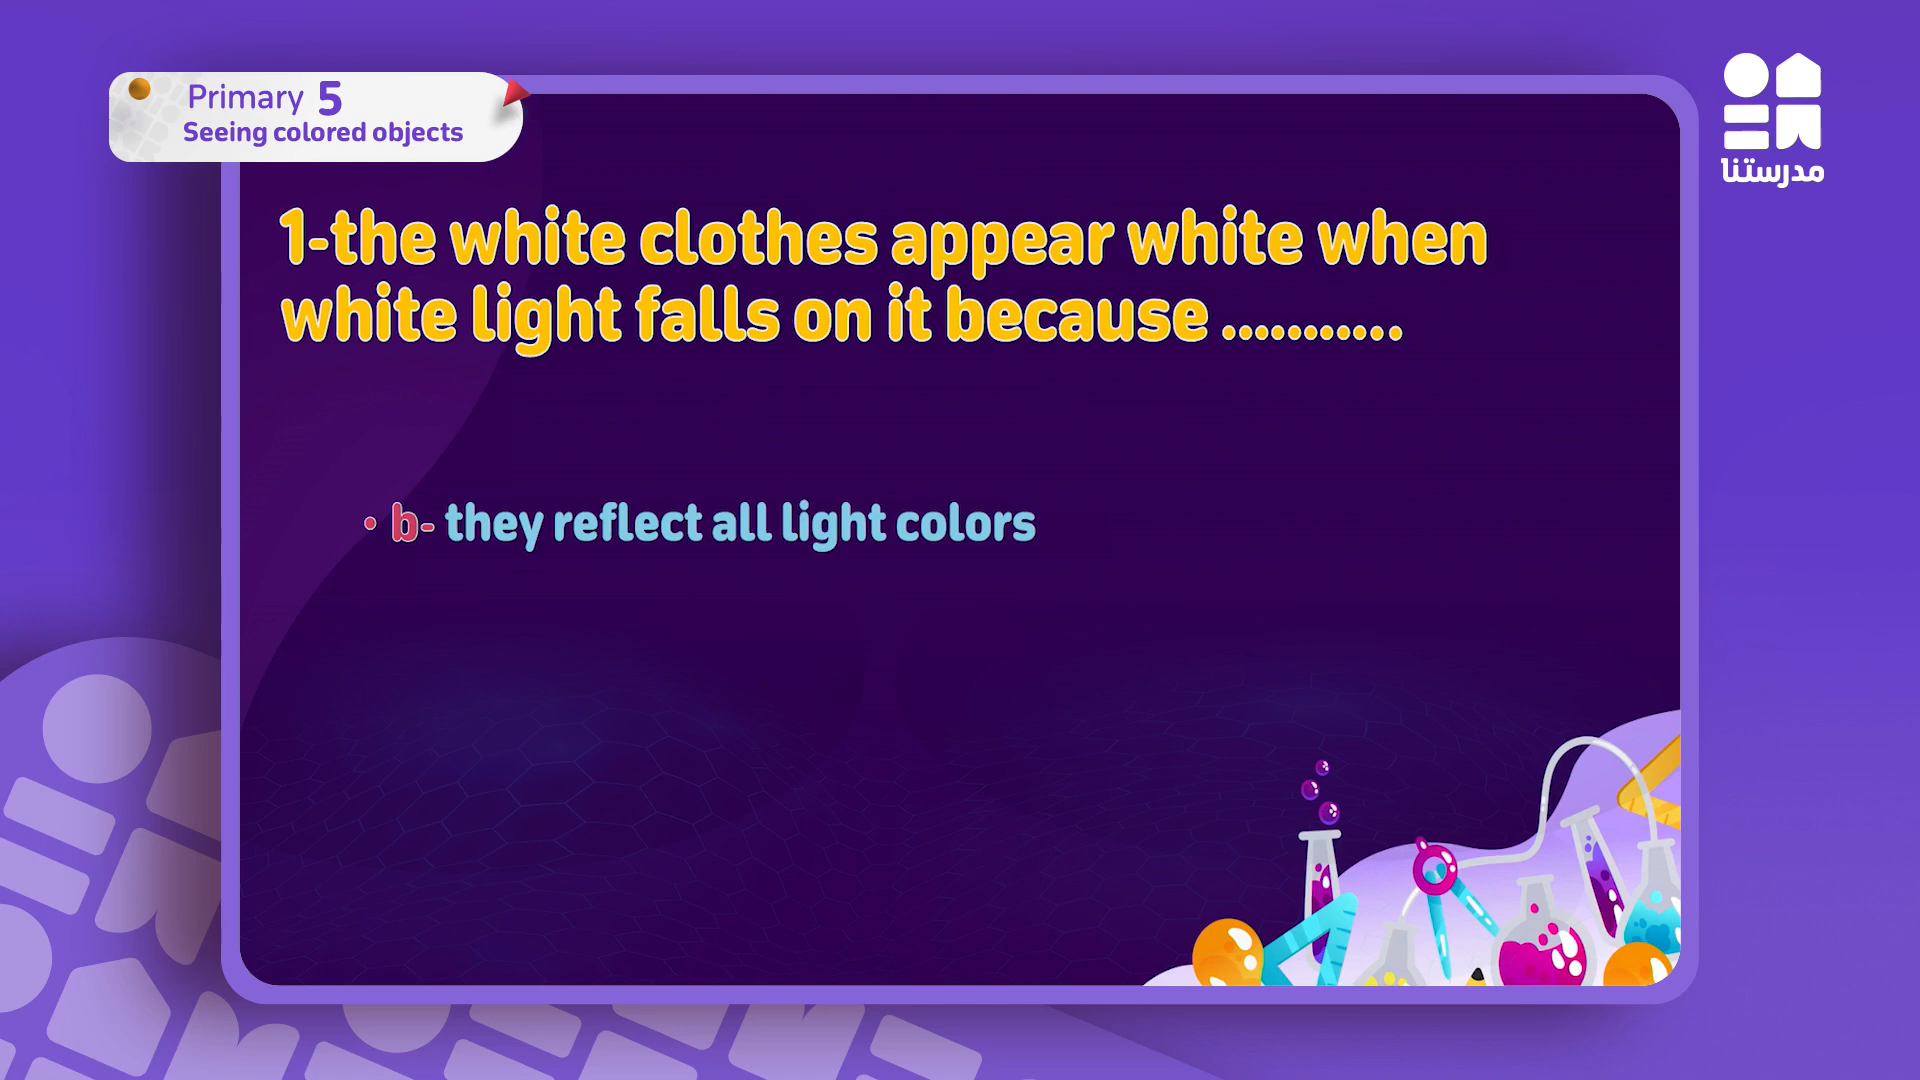 Primary 5
Seeing colored objects
مدرستنا
1-the white clothes appear white when
white light falls on it because ...........
• b- they reflect all light colors